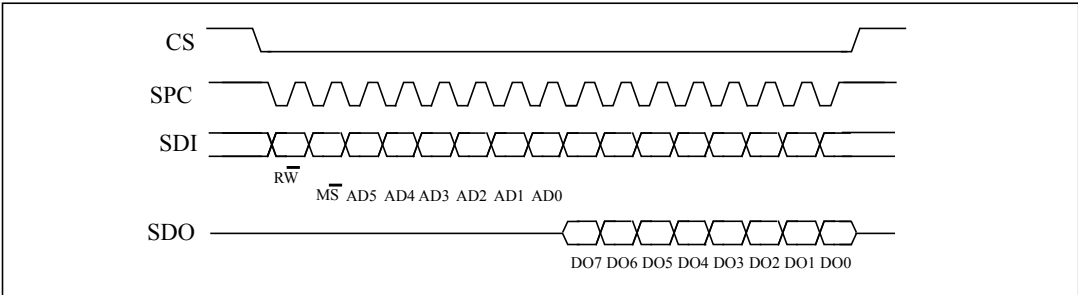 CS
SPC
SDI
RW̅
MS̅ AD5 AD4 AD3 AD2 AD1 AD0
SDO
DO7 DO6 DO5 DO4 DO3 DO2 DO1 DO0